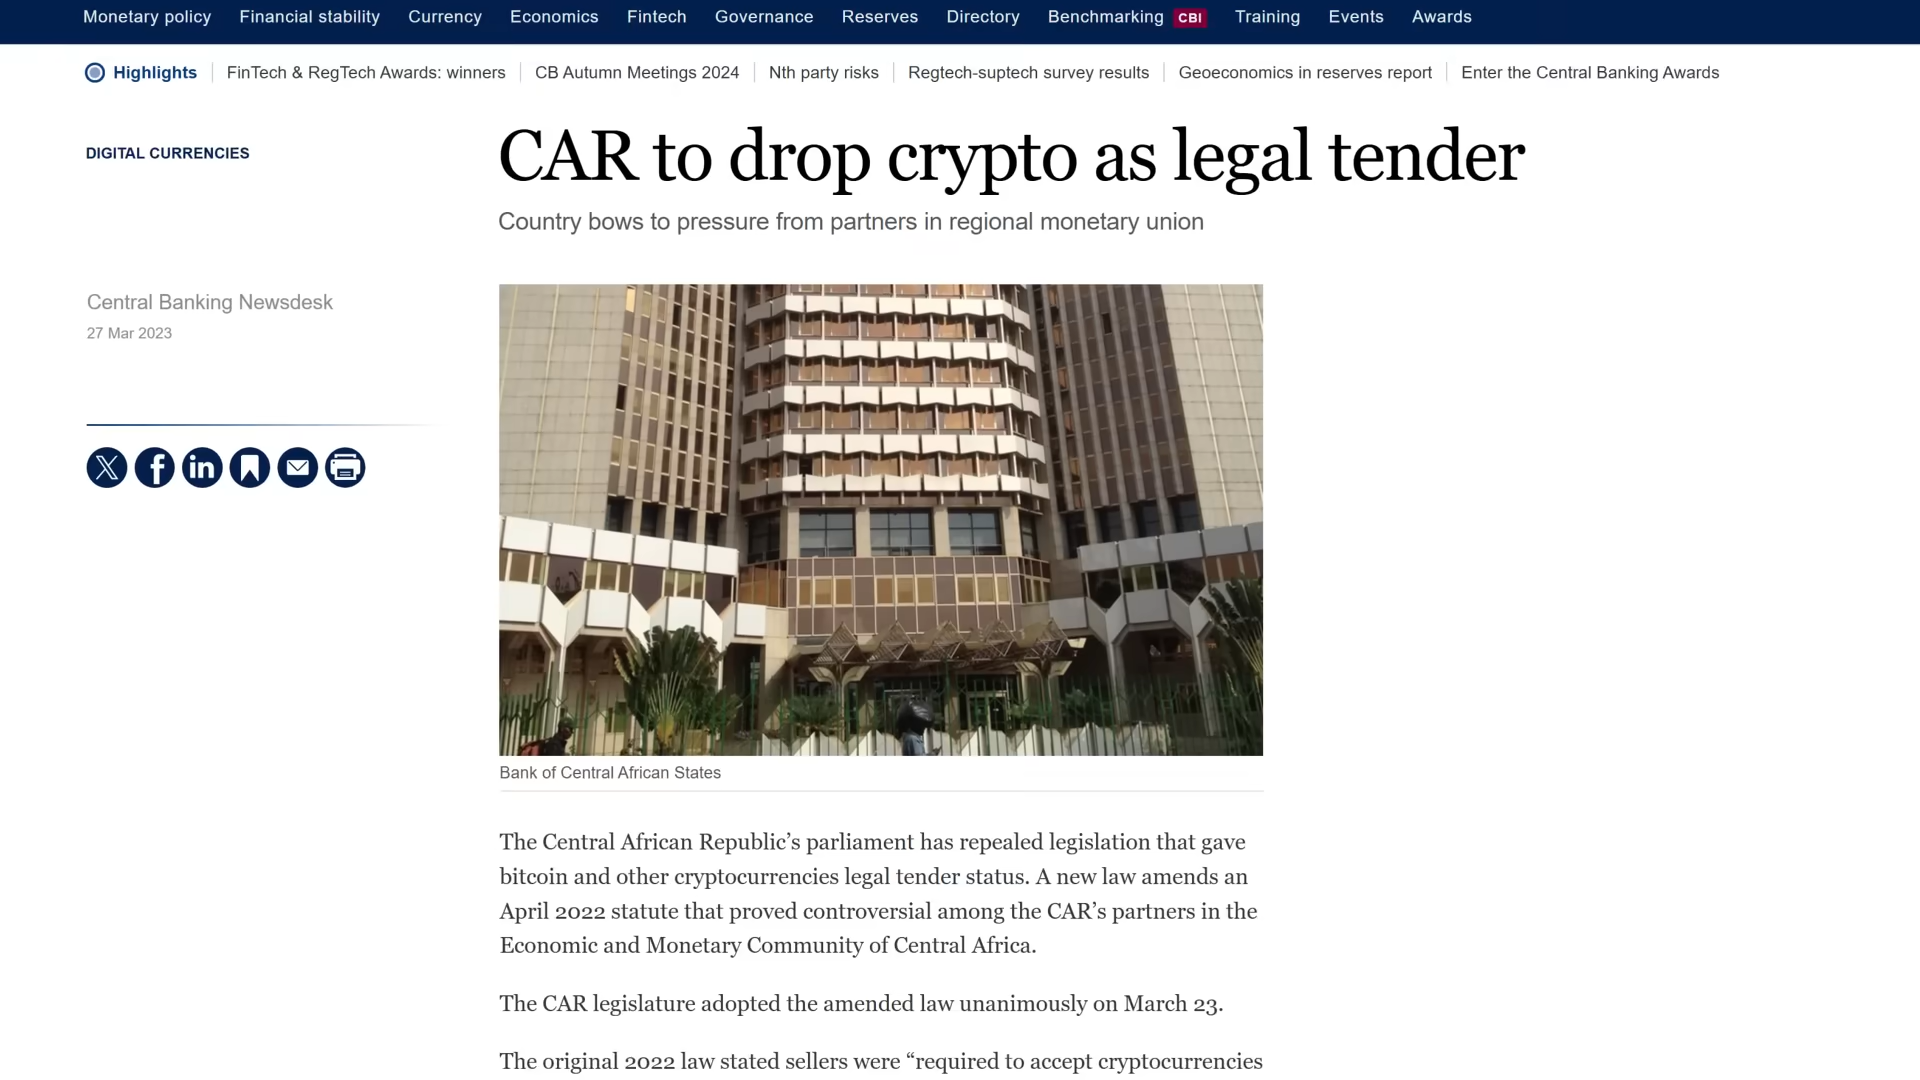 Monetary policy Financial stability Currency Economics Fintech Governance Reserves Directory Benchmarking CBI Training Events Awards
Highlights FinTech & RegTech Awards: winners CB Autumn Meetings 2024 Nth party risks Regtech-suptech survey results Geoeconomics in reserves report Enter the Central Banking Awards
DIGITAL CURRENCIES
CAR to drop crypto as legal tender
Country bows to pressure from partners in regional monetary union
Central Banking Newsdesk
27 Mar 2023
Bank of Central African States
The Central African Republic’s parliament has repealed legislation that gave
bitcoin and other cryptocurrencies legal tender status. A new law amends an
April 2022 statute that proved controversial among the CAR’s partners in the
Economic and Monetary Community of Central Africa.
The CAR legislature adopted the amended law unanimously on March 23.
The original 2022 law stated sellers were “required to accept cryptocurrencies